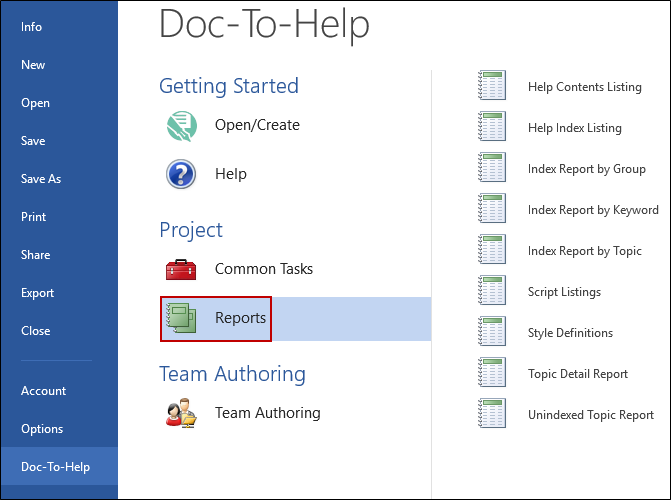 Info
New
Open
Save
Save As
Print
Share
Export
Close
Account
Options
Doc-To-Help
Doc-To-Help
Getting Started
Open/Create
Help
Project
Common Tasks
Reports
Team Authoring
Team Authoring
Help Contents Listing
Help Index Listing
Index Report by Group
Index Report by Keyword
Index Report by Topic
Script Listings
Style Definitions
Topic Detail Report
Unindexed Topic Report